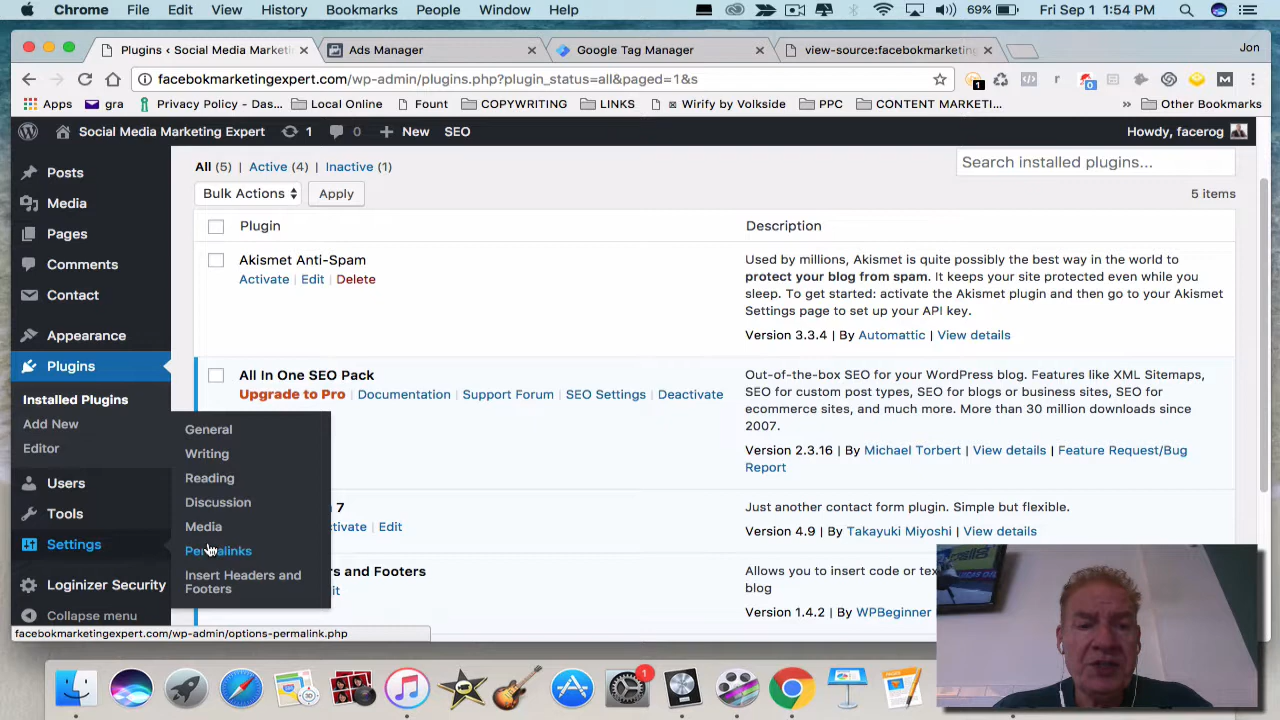 Chrome File Edit View History Bookmarks People Window Help 69% Fri Sep 1 1:54 PM
Plugins ‹ Social Media Marketi Ads Manager Google Tag Manager view-source:facebokmarketing Jon
facebokmarketingexpert.com/wp-admin/plugins.php?plugin_status=all&paged=1&s
Apps gra Privacy Policy - Das... Local Online Fount COPYWRITING LINKS Wirify by Volkside PPC CONTENT MARKETI... » Other Bookmarks
Social Media Marketing Expert 1 0 New SEO Howdy, facerog
Posts
Media
Pages
Comments
Contact
Appearance
Plugins
Installed Plugins
Add New
Editor
Users
Tools
Settings
Loginizer Security
Collapse menu
General
Writing
Reading
Discussion
Media
Permalinks
Insert Headers and
Footers
All (5) | Active (4) | Inactive (1)
Search installed plugins...
Bulk Actions Apply
5 items
Plugin Description
Akismet Anti-Spam
Activate | Edit | Delete
Used by millions, Akismet is quite possibly the best way in the world to
protect your blog from spam. It keeps your site protected even while you
sleep. To get started: activate the Akismet plugin and then go to your Akismet
Settings page to set up your API key.
Version 3.3.4 | By Automattic | View details
All In One SEO Pack
Upgrade to Pro | Documentation | Support Forum | SEO Settings | Deactivate
Out-of-the-box SEO for your WordPress blog. Features like XML Sitemaps,
SEO for custom post types, SEO for blogs or business sites, SEO for
ecommerce sites, and much more. More than 30 million downloads since
2007.
Version 2.3.16 | By Michael Torbert | View details | Feature Request/Bug
Report
7
ivate | Edit
Just another contact form plugin. Simple but flexible.
Version 4.9 | By Takayuki Miyoshi | View details
rs and Footers
it
Allows you to insert code or tex
blog
Version 1.4.2 | By WPBeginner
facebokmarketingexpert.com/wp-admin/options-permalink.php
1